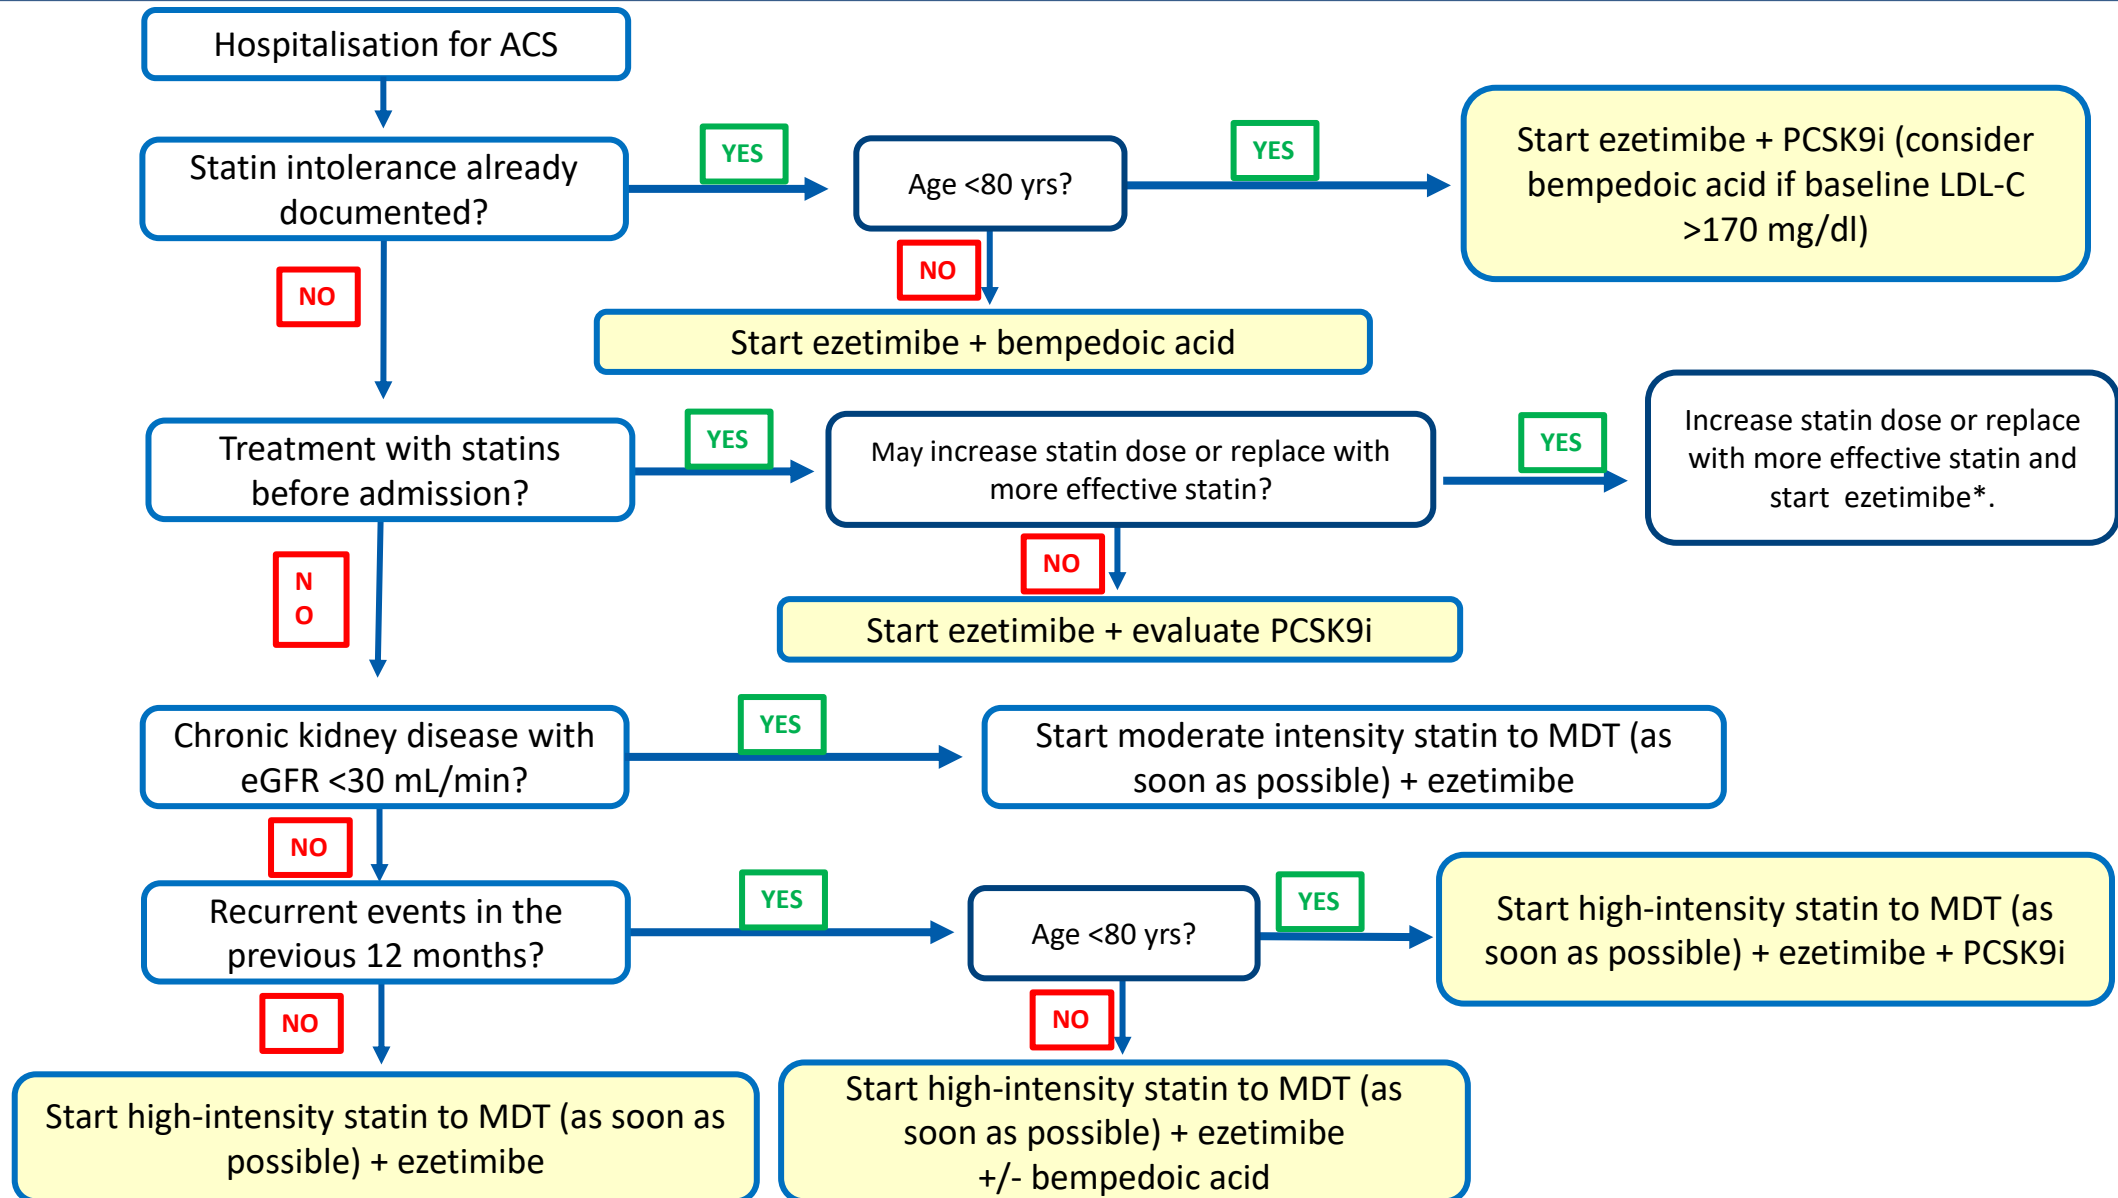 Hospitalisation for ACS
Statin intolerance already
documented?
YES
Age <80 yrs?
YES
Start ezetimibe + PCSK9i (consider
bempedoic acid if baseline LDL-C
>170 mg/dl)
NO
NO
Start ezetimibe + bempedoic acid
Treatment with statins
before admission?
YES
May increase statin dose or replace with
more effective statin?
YES
Increase statin dose or replace
with more effective statin and
start ezetimibe*.
N
O
NO
Start ezetimibe + evaluate PCSK9i
Chronic kidney disease with
eGFR <30 mL/min?
YES
Start moderate intensity statin to MDT (as
soon as possible) + ezetimibe
NO
Recurrent events in the
previous 12 months?
YES
Age <80 yrs?
YES
Start high-intensity statin to MDT (as
soon as possible) + ezetimibe + PCSK9i
NO
NO
Start high-intensity statin to MDT (as soon as
possible) + ezetimibe
Start high-intensity statin to MDT (as
soon as possible) + ezetimibe
+/- bempedoic acid